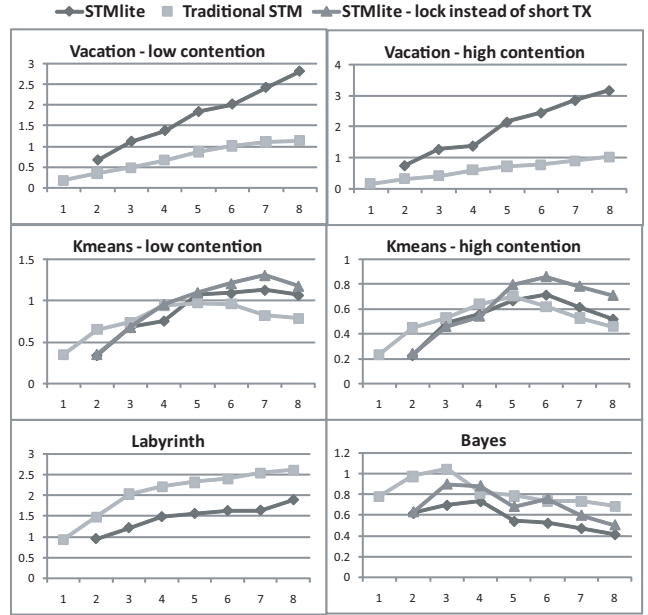 STMlite Traditional STM STMlite - lock instead of short TX
Vacation - low contention
3
2.5
2
1.5
1
0.5
0
1 2 3 4 5 6 7 8
Vacation - high contention
4
3
2
1
0
1 2 3 4 5 6 7 8
Kmeans - low contention
1.5
1
0.5
0
1 2 3 4 5 6 7 8
Kmeans - high contention
1
0.8
0.6
0.4
0.2
0
1 2 3 4 5 6 7 8
Labyrinth
3
2.5
2
1.5
1
0.5
0
1 2 3 4 5 6 7 8
Bayes
1.2
1
0.8
0.6
0.4
0.2
0
1 2 3 4 5 6 7 8